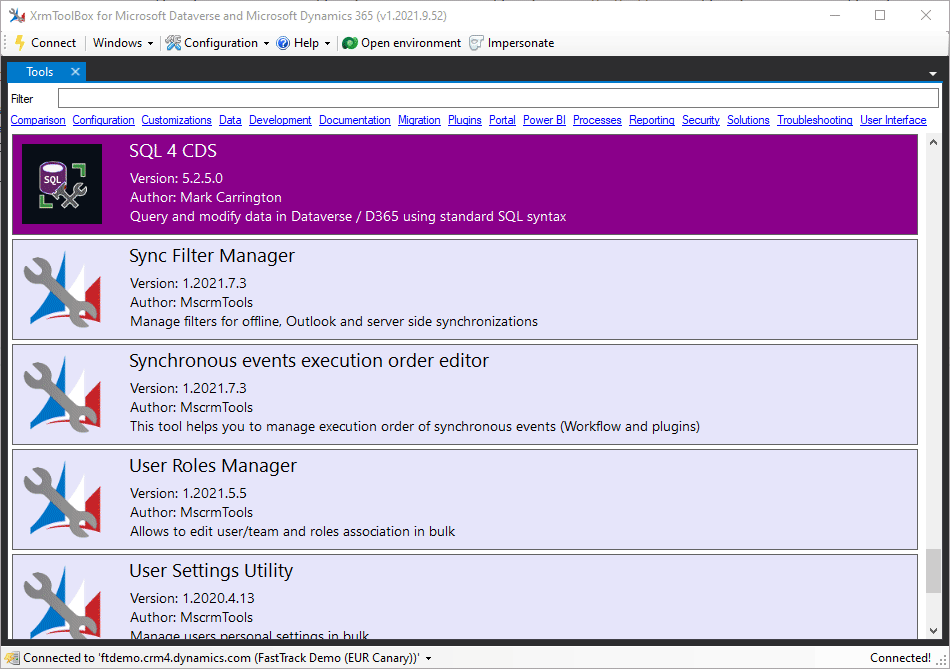 XrmToolBox for Microsoft Dataverse and Microsoft Dynamics 365 (v1.2021.9.52)
Connect Windows Configuration Help Open environment Impersonate
Tools
Filter
Comparison Configuration Customizations Data Development Documentation Migration Plugins Portal Power BI Processes Reporting Security Solutions Troubleshooting User Interface
SQL
SQL 4 CDS
Version: 5.2.5.0
Author: Mark Carrington
Query and modify data in Dataverse / D365 using standard SQL syntax
Sync Filter Manager
Version: 1.2021.7.3
Author: MscrmTools
Manage filters for offline, Outlook and server side synchronizations
Synchronous events execution order editor
Version: 1.2021.7.3
Author: MscrmTools
This tool helps you to manage execution order of synchronous events (Workflow and plugins)
User Roles Manager
Version: 1.2021.5.5
Author: MscrmTools
Allows to edit user/team and roles association in bulk
User Settings Utility
Version: 1.2020.4.13
Author: MscrmTools
Manage users personal settings in bulk
Connected to 'ftdemo.crm4.dynamics.com (FastTrack Demo (EUR Canary))' Connected!